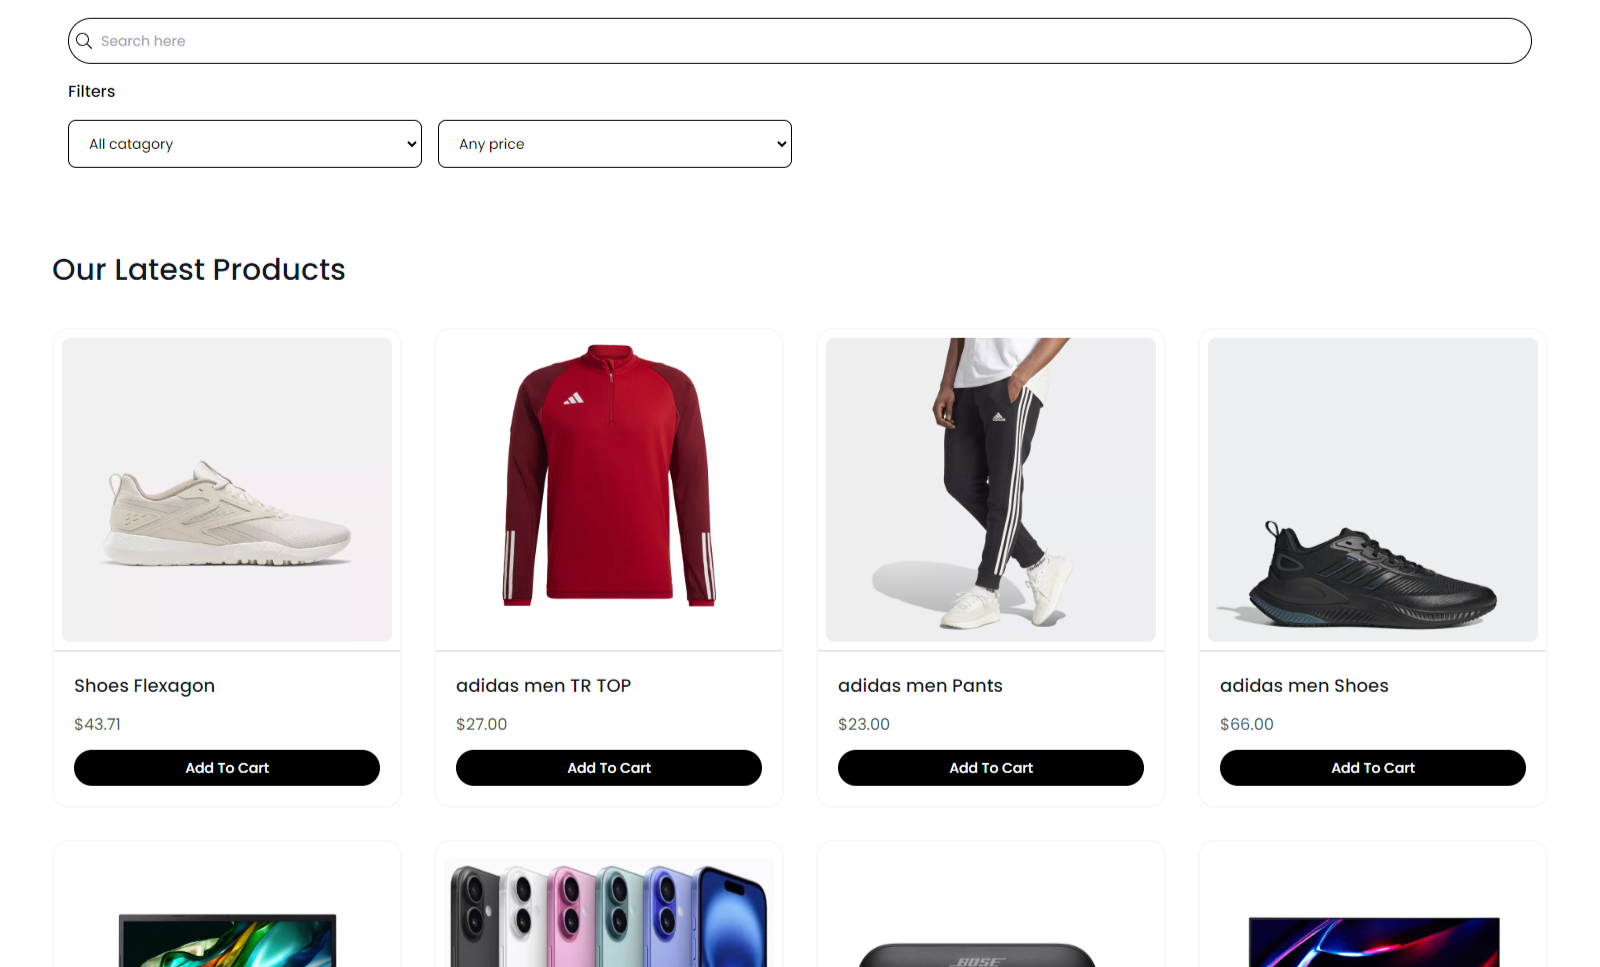 Search here
Filters
All catagory
Any price
Our Latest Products
Shoes Flexagon
$43.71
Add To Cart
adidas men TR TOP
$27.00
Add To Cart
adidas men Pants
$23.00
Add To Cart
adidas men Shoes
$66.00
Add To Cart
BOSE